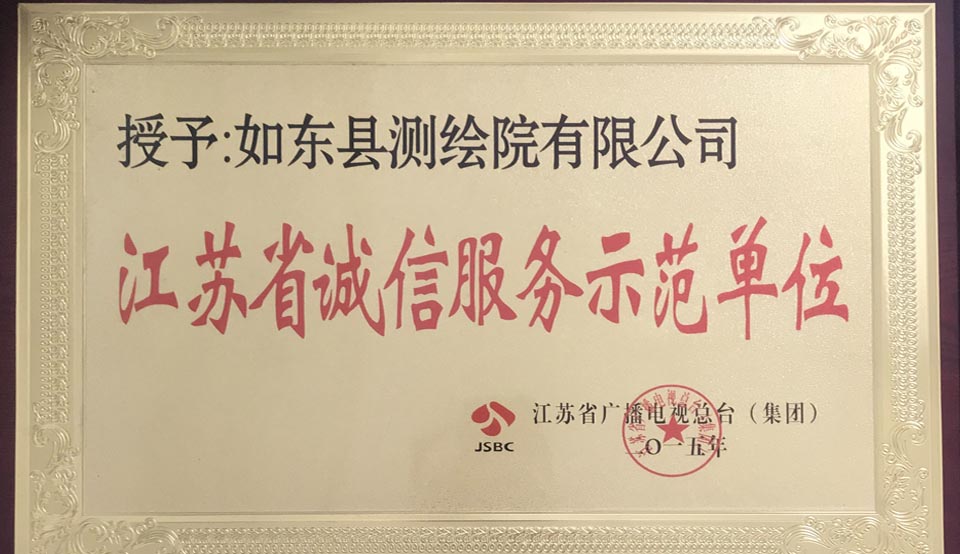 授予:如东县测绘院有限公司
江苏省诚信服务示范单位
JSBC
江苏省广播电视总台（集团）
〇一五年